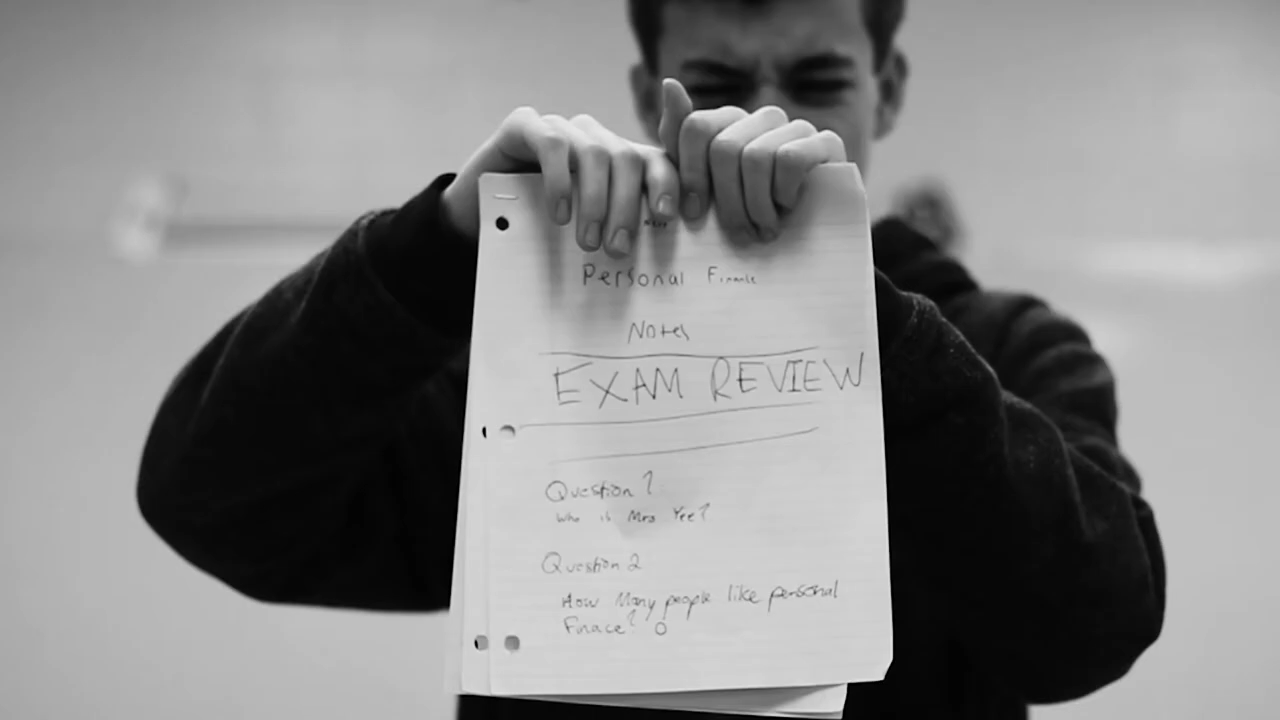 Personal Finance
Notes
EXAM REVIEW
Question ?
Who is Mrs Yee?
Question 2
How Many people like personal
Finace? 0